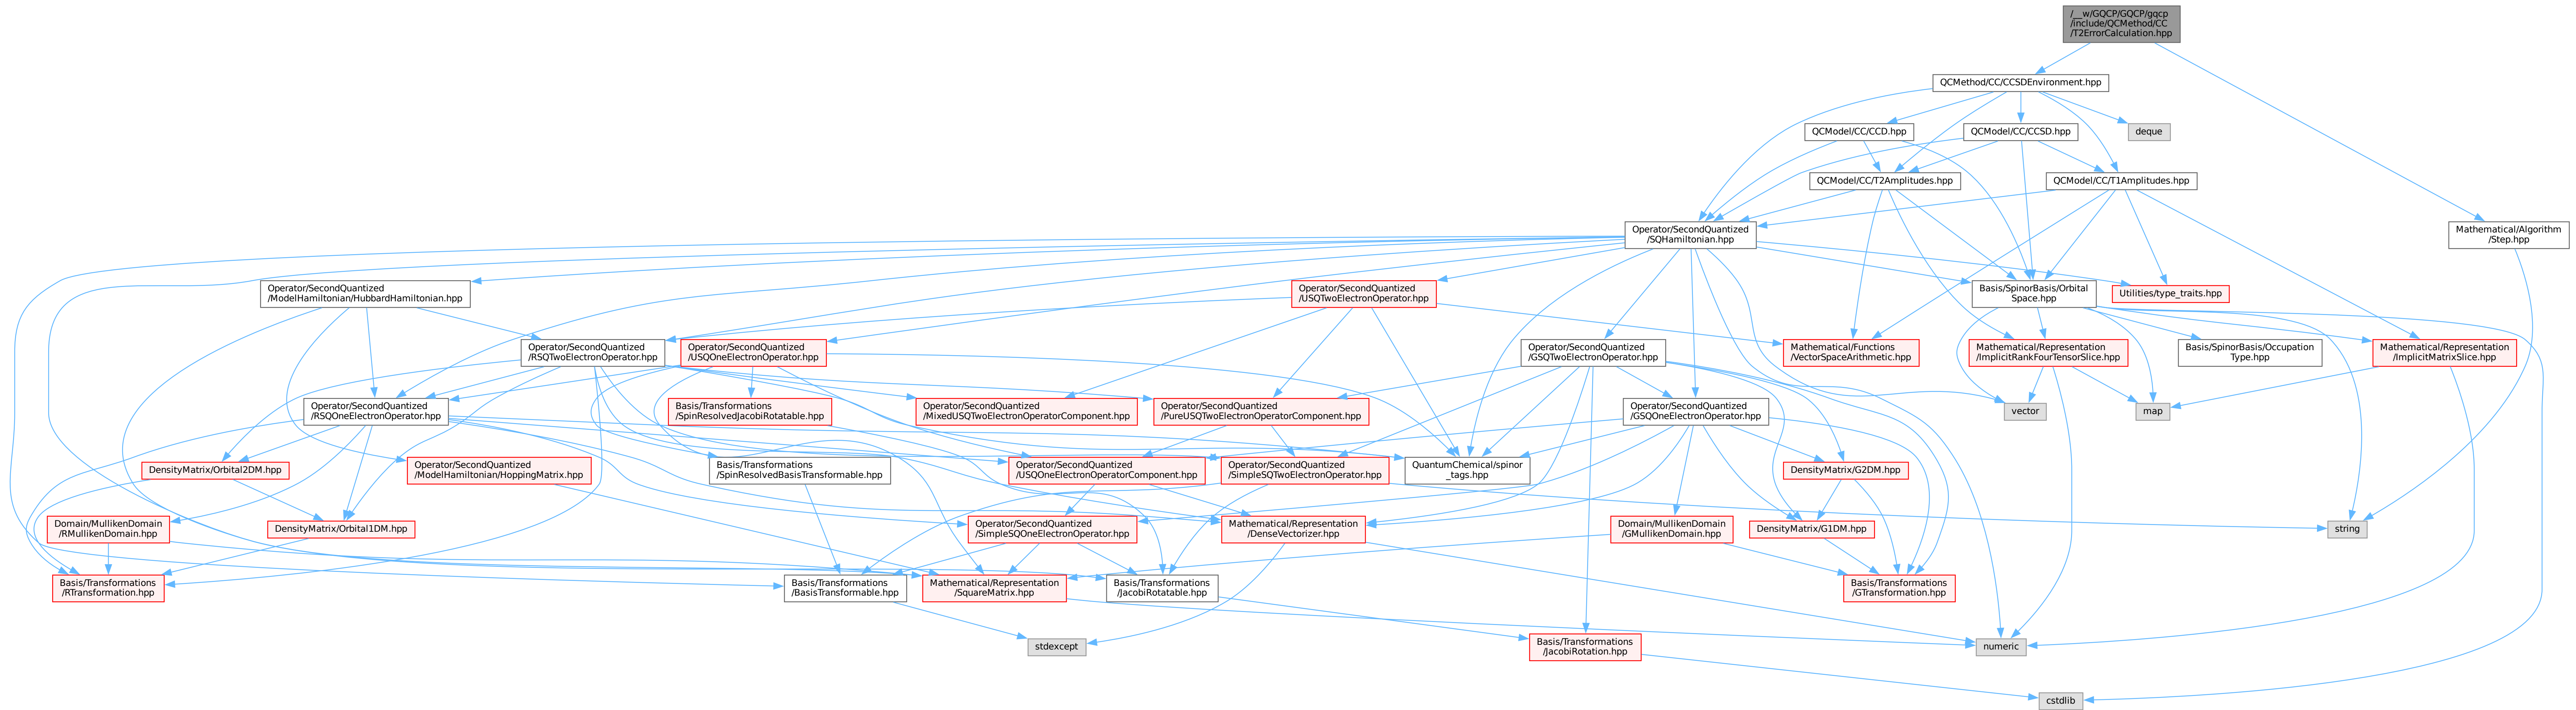 /__w/GQCP/GQCP/gqcp
/include/QCMethod/CC
/T2ErrorCalculation.hpp
QCMethod/CC/CCSDEnvironment.hpp
QCModel/CC/CCD.hpp
QCModel/CC/CCSD.hpp
deque
QCModel/CC/T2Amplitudes.hpp
QCModel/CC/T1Amplitudes.hpp
Operator/SecondQuantized
/SQHamiltonian.hpp
Mathematical/Algorithm
/Step.hpp
Operator/SecondQuantized
/ModelHamiltonian/HubbardHamiltonian.hpp
Operator/SecondQuantized
/USQTwoElectronOperator.hpp
Basis/SpinorBasis/Orbital
Space.hpp
Utilities/type_traits.hpp
Operator/SecondQuantized
/RSQTwoElectronOperator.hpp
Operator/SecondQuantized
/USQOneElectronOperator.hpp
Operator/SecondQuantized
/GSQTwoElectronOperator.hpp
Mathematical/Functions
/VectorSpaceArithmetic.hpp
Mathematical/Representation
/ImplicitRankFourTensorSlice.hpp
Basis/SpinorBasis/Occupation
Type.hpp
Mathematical/Representation
/ImplicitMatrixSlice.hpp
Operator/SecondQuantized
/RSQOneElectronOperator.hpp
Basis/Transformations
/SpinResolvedJacobiRotatable.hpp
Operator/SecondQuantized
/MixedUSQTwoElectronOperatorComponent.hpp
Operator/SecondQuantized
/PureUSQTwoElectronOperatorComponent.hpp
Operator/SecondQuantized
/GSQOneElectronOperator.hpp
vector
map
DensityMatrix/Orbital2DM.hpp
Operator/SecondQuantized
/ModelHamiltonian/HoppingMatrix.hpp
Basis/Transformations
/SpinResolvedBasisTransformable.hpp
Operator/SecondQuantized
/USQOneElectronOperatorComponent.hpp
Operator/SecondQuantized
/SimpleSQTwoElectronOperator.hpp
QuantumChemical/spinor
_tags.hpp
DensityMatrix/G2DM.hpp
Domain/MullikenDomain
/RMullikenDomain.hpp
DensityMatrix/Orbital1DM.hpp
Operator/SecondQuantized
/SimpleSQOneElectronOperator.hpp
Mathematical/Representation
/DenseVectorizer.hpp
Domain/MullikenDomain
/GMullikenDomain.hpp
DensityMatrix/G1DM.hpp
string
Basis/Transformations
/RTransformation.hpp
Basis/Transformations
/BasisTransformable.hpp
Mathematical/Representation
/SquareMatrix.hpp
Basis/Transformations
/JacobiRotatable.hpp
Basis/Transformations
/GTransformation.hpp
stdexcept
Basis/Transformations
/JacobiRotation.hpp
numeric
cstdlib